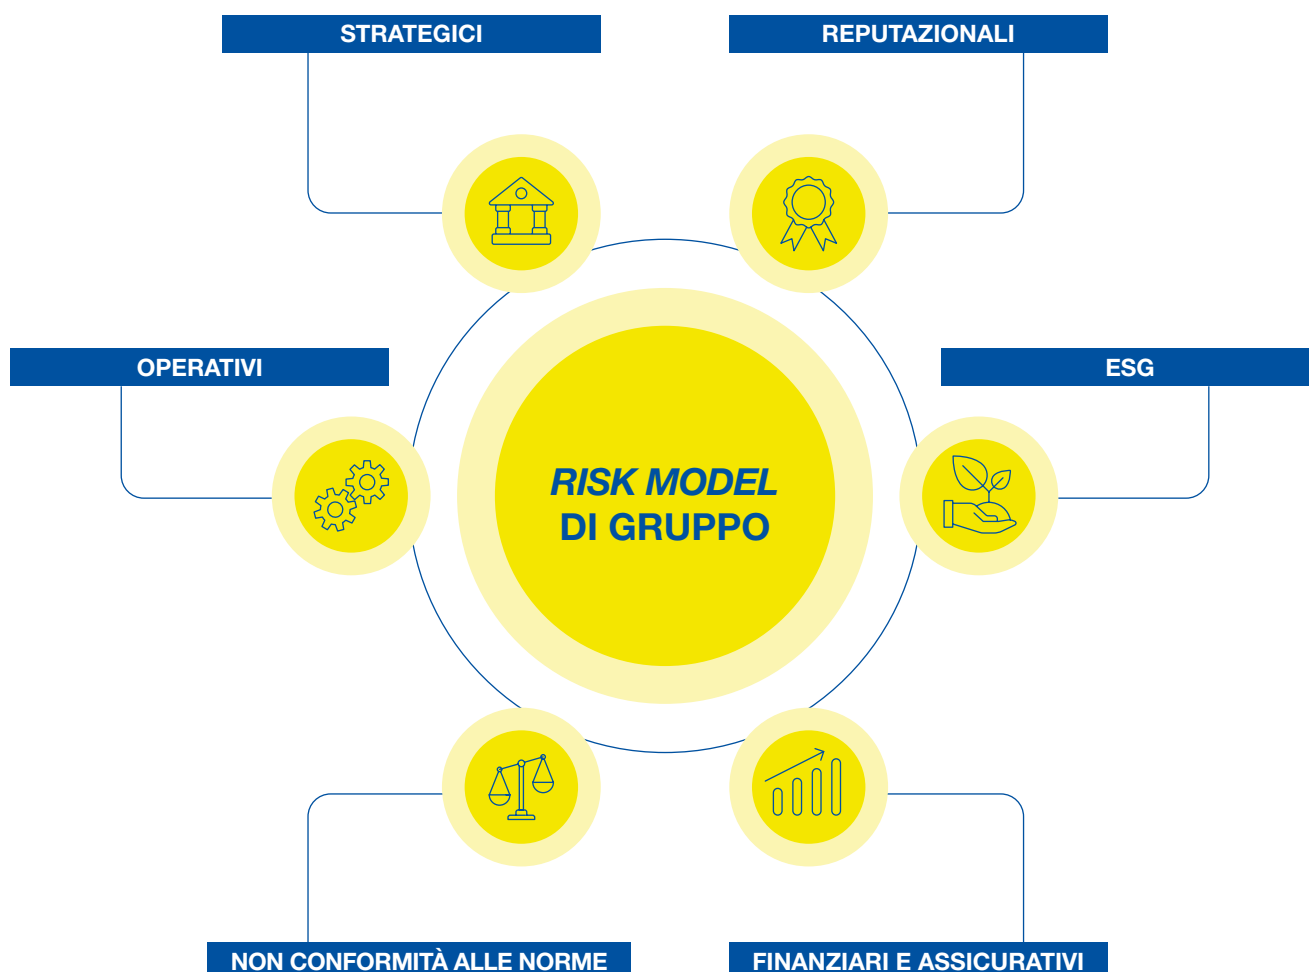 STRATEGICI
REPUTAZIONALI
OPERATIVI
ESG
RISK MODEL
DI GRUPPO
NON CONFORMITÀ ALLE NORME
FINANZIARI E ASSICURATIVI